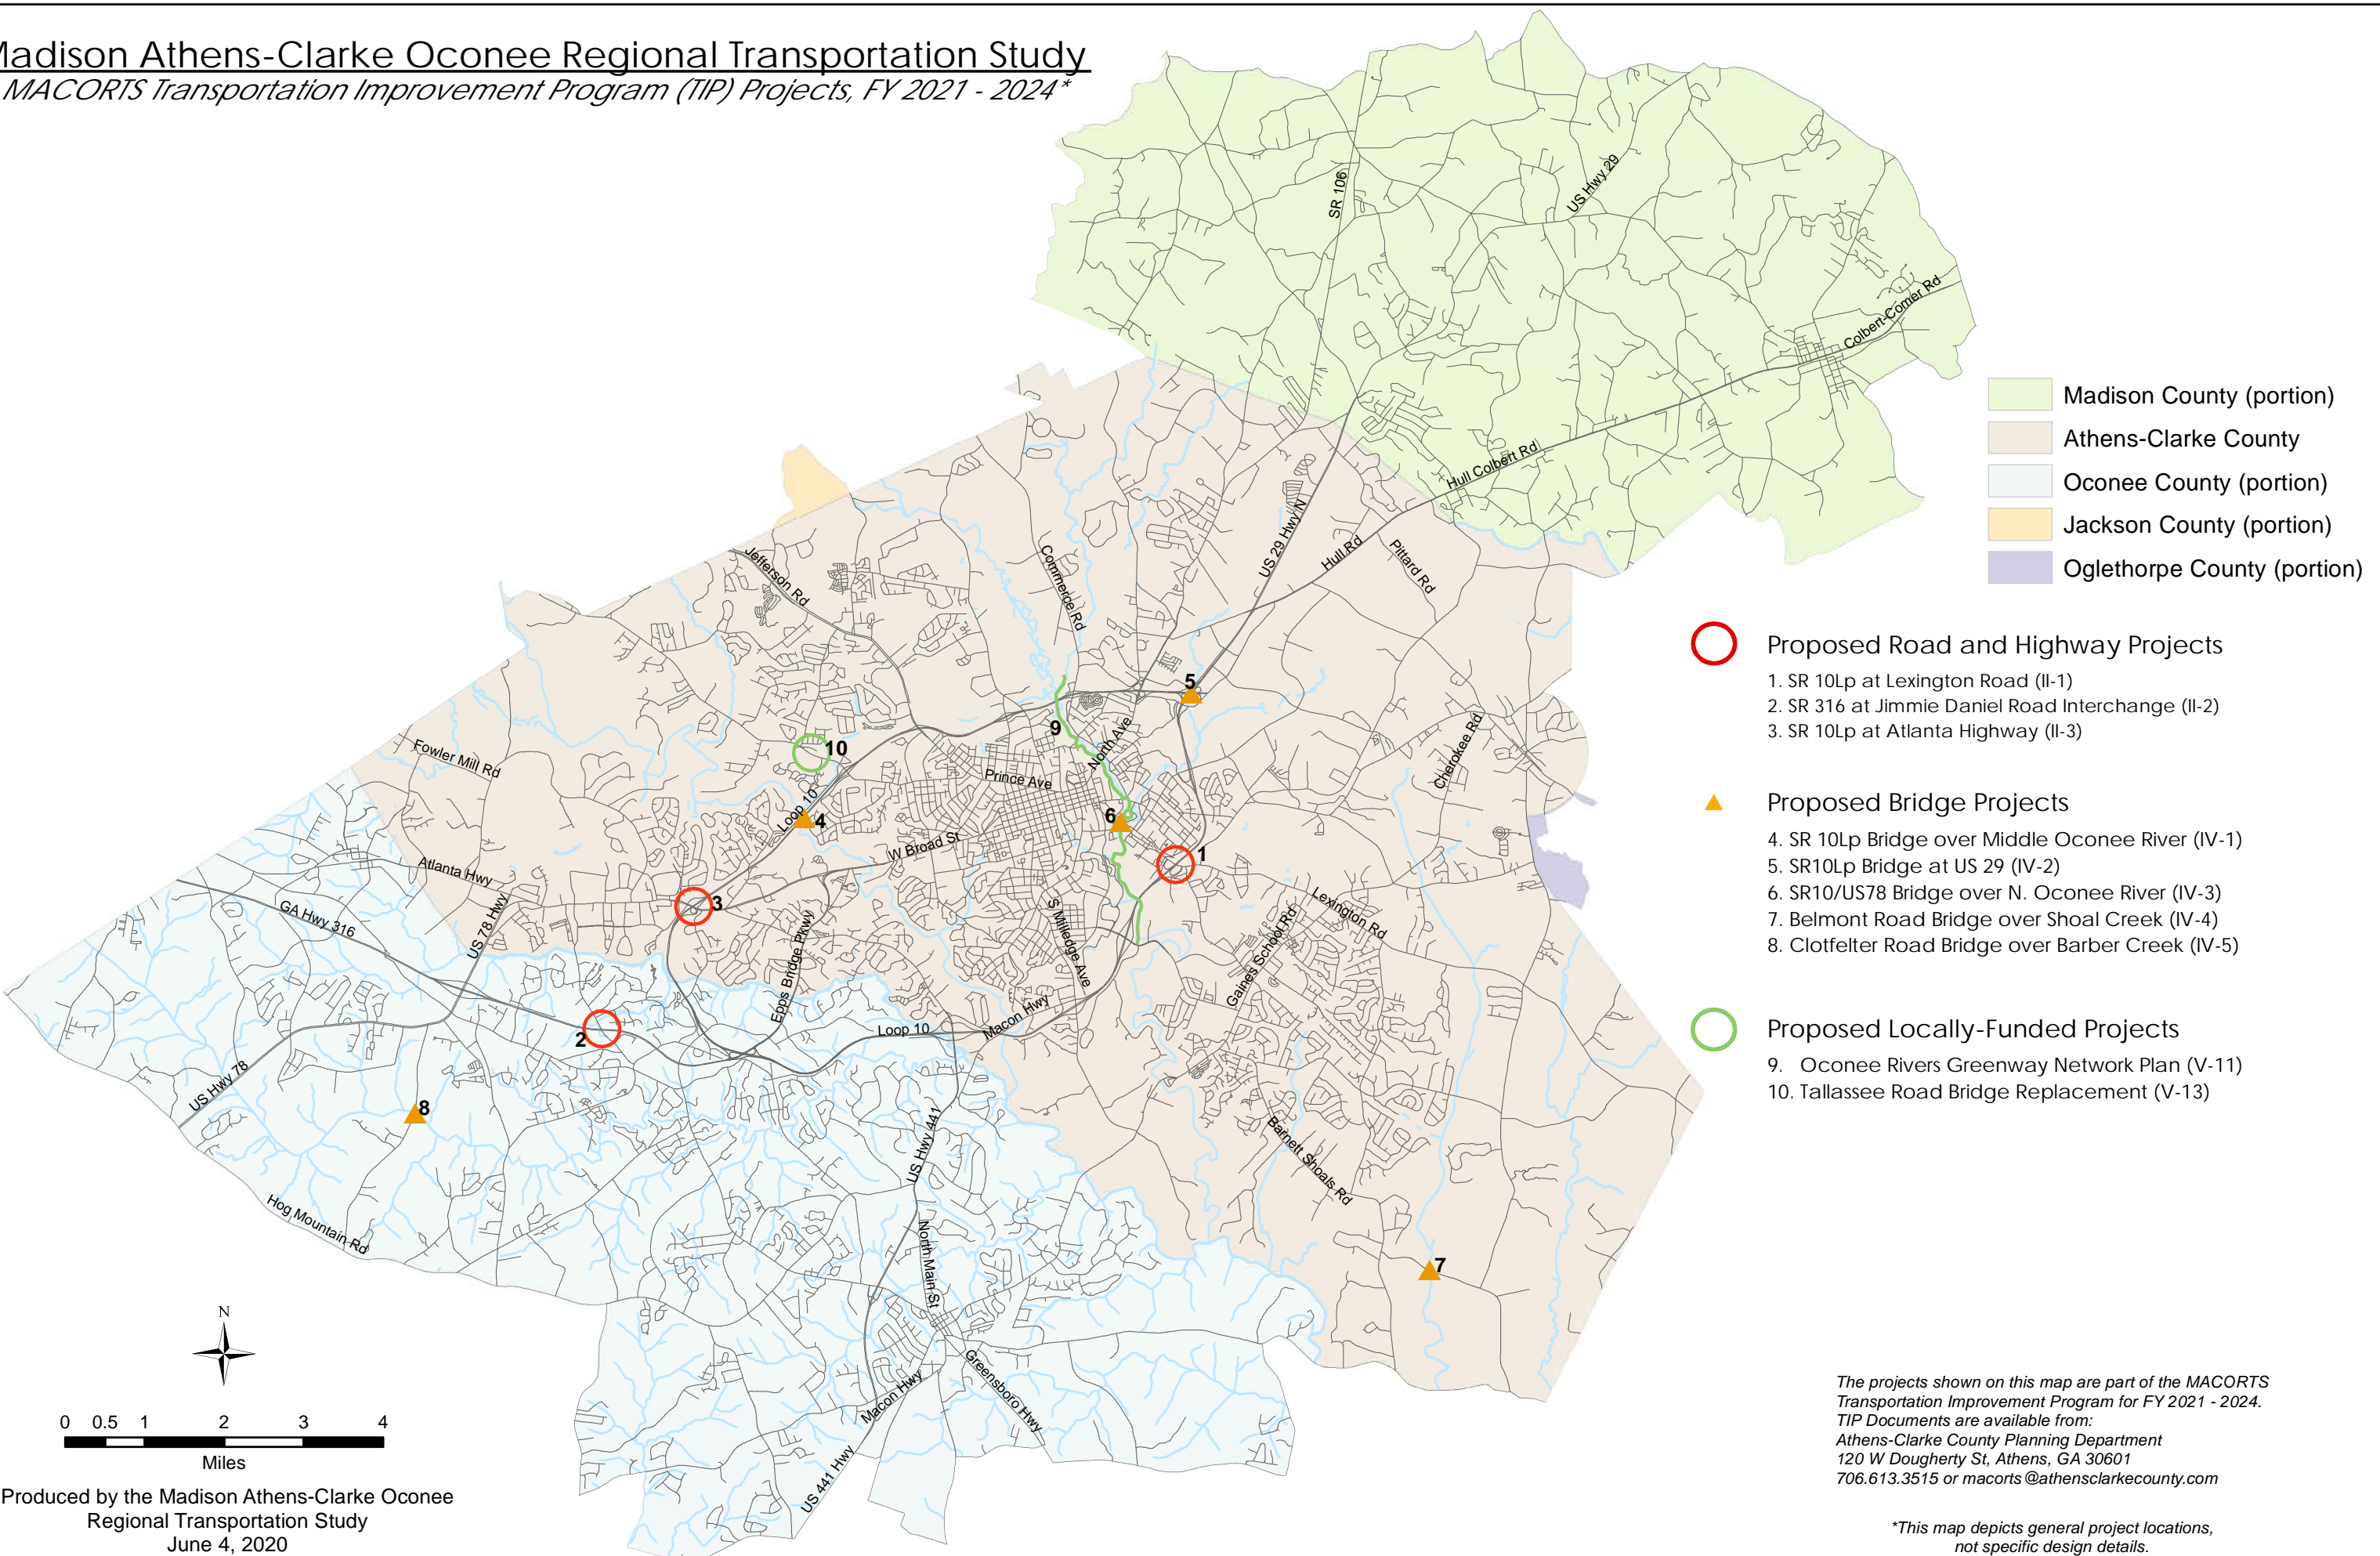 Madison Athens-Clarke Oconee Regional Transportation Study
MACORTS Transportation Improvement Program (TIP) Projects, FY 2021 - 2024*
SR 106
US Hwy 29
Colbert-Comer Rd
Hull Colbert Rd
Madison County (portion)
Athens-Clarke County
Oconee County (portion)
Jackson County (portion)
Oglethorpe County (portion)
US 29 Hwy N
Hull Rd
Pittard Rd
Commerce Rd
Jefferson Rd
5
9
North Ave
10
Prince Ave
Cherokee Rd
Fowler Mill Rd
Loop 10
4
6
W Broad St
1
Atlanta Hwy
3
GA Hwy 316
US 78 Hwy
Epps Bridge Pkwy
S Milledge Ave
Lexington Rd
Gaines School Rd
2
Loop 10
Macon Hwy
US Hwy 78
8
US Hwy 441
Barnett Shoals Rd
Hog Mountain Rd
North Main St
7
Greensboro Hwy
Macon Hwy
US 441 Hwy
Proposed Road and Highway Projects
1. SR 10Lp at Lexington Road (II-1)
2. SR 316 at Jimmie Daniel Road Interchange (II-2)
3. SR 10Lp at Atlanta Highway (II-3)
Proposed Bridge Projects
4. SR 10Lp Bridge over Middle Oconee River (IV-1)
5. SR10Lp Bridge at US 29 (IV-2)
6. SR10/US78 Bridge over N. Oconee River (IV-3)
7. Belmont Road Bridge over Shoal Creek (IV-4)
8. Clotfelter Road Bridge over Barber Creek (IV-5)
Proposed Locally-Funded Projects
9. Oconee Rivers Greenway Network Plan (V-11)
10. Tallassee Road Bridge Replacement (V-13)
N
0 0.5 1 2 3 4
Miles
Produced by the Madison Athens-Clarke Oconee
Regional Transportation Study
June 4, 2020
The projects shown on this map are part of the MACORTS
Transportation Improvement Program for FY 2021 - 2024.
TIP Documents are available from:
Athens-Clarke County Planning Department
120 W Dougherty St, Athens, GA 30601
706.613.3515 or macorts@athensclarkecounty.com
*This map depicts general project locations,
not specific design details.